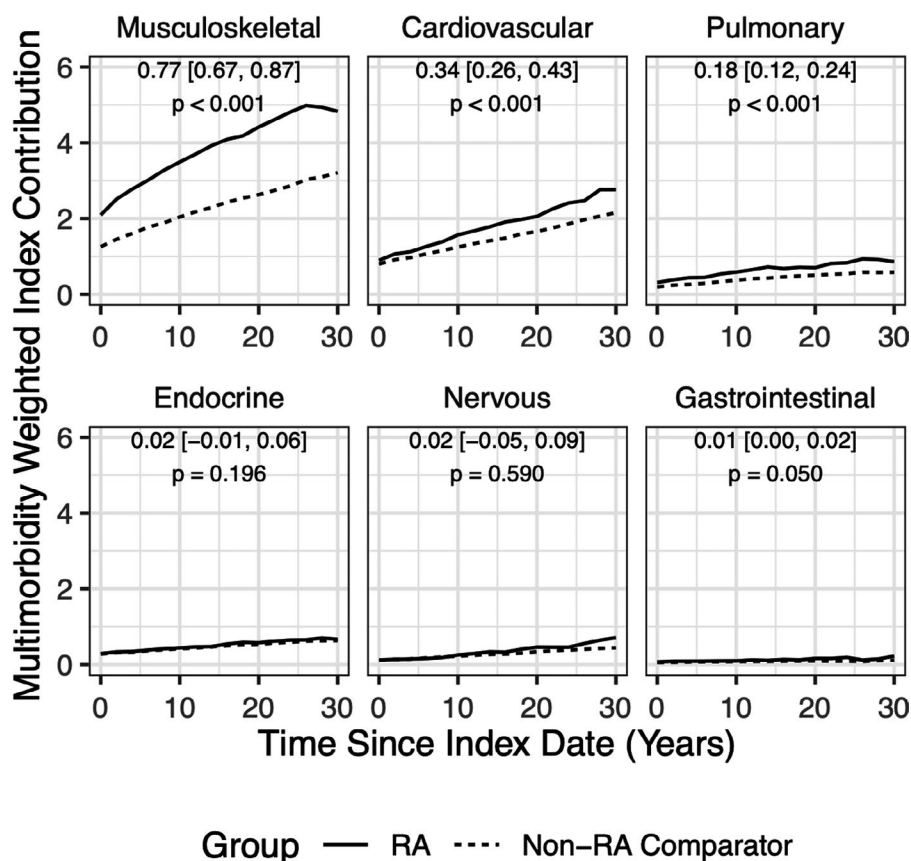 Musculoskeletal Cardiovascular Pulmonary
0.77 [0.67, 0.87] 0.34 [0.26, 0.43] 0.18 [0.12, 0.24]
p < 0.001 p < 0.001 p < 0.001
6
4
2
0
0 10 20 30 0 10 20 30 0 10 20 30
Endocrine Nervous Gastrointestinal
0.02 [−0.01, 0.06] 0.02 [−0.05, 0.09] 0.01 [0.00, 0.02]
p = 0.196 p = 0.590 p = 0.050
6
4
2
0
0 10 20 30 0 10 20 30 0 10 20 30
Multimorbidity Weighted Index Contribution
Time Since Index Date (Years)
Group RA Non−RA Comparator